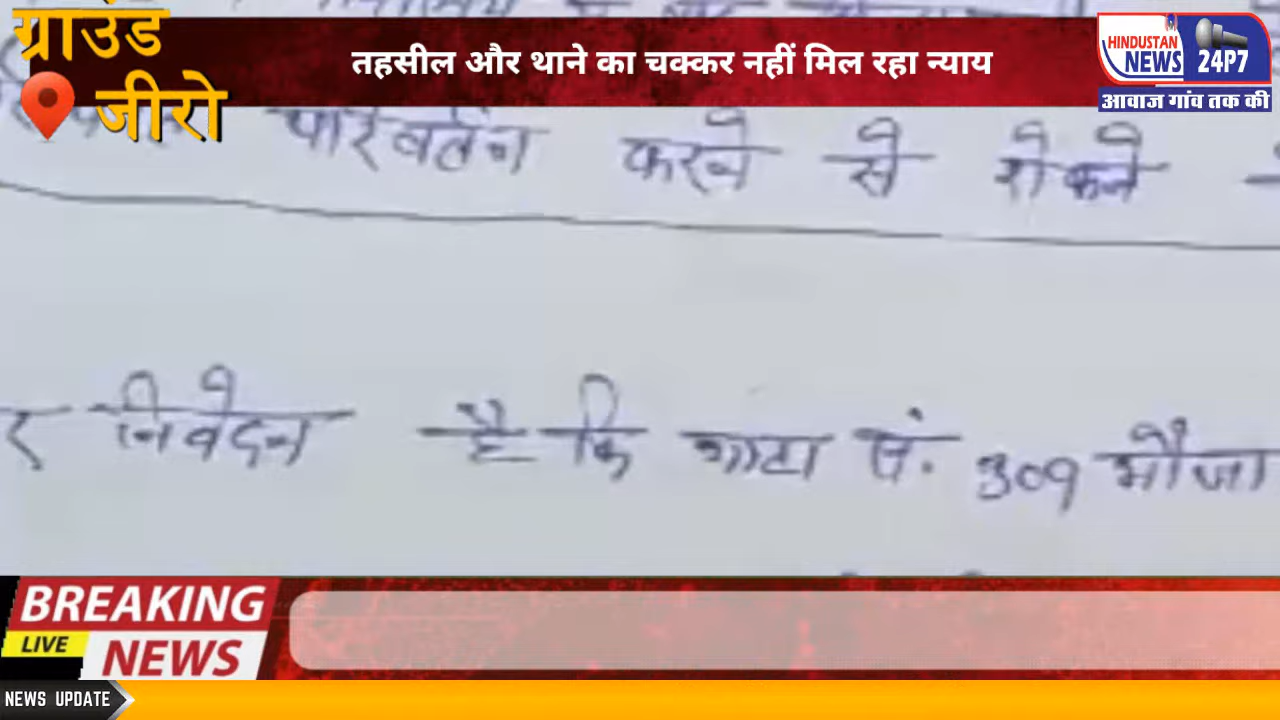 ग्राउंड
जीरो
तहसील और थाने का चक्कर नहीं मिल रहा न्याय
HINDUSTAN
NEWS 24P7
आवाज गांव तक की
परिवर्तन करने से रोकने
निवेदन है कि गाटा सं. 309 मौजा
BREAKING
LIVE NEWS
NEWS UPDATE